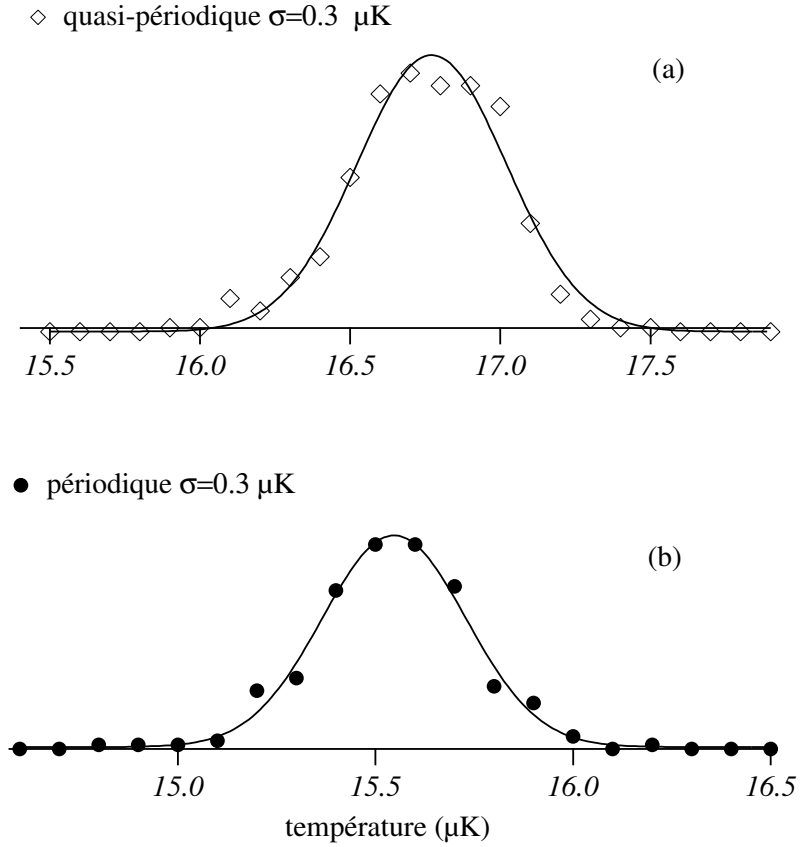 quasi-périodique σ=0.3 μK
(a)
15.5 16.0 16.5 17.0 17.5
périodique σ=0.3 μK
(b)
15.0 15.5 16.0 16.5
température (μK)